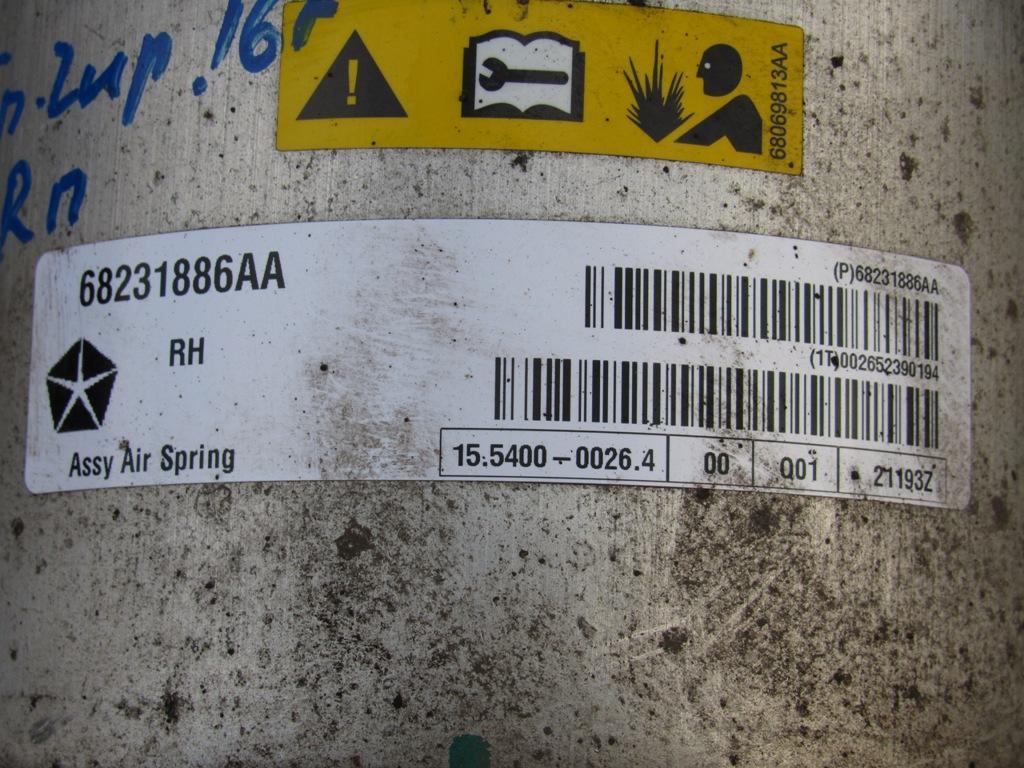 68069813AA
68231886AA
(P)68231886AA
RH
(1T)002652390194
Assy Air Spring
15.5400-0026.4 00 Q01 21193Z